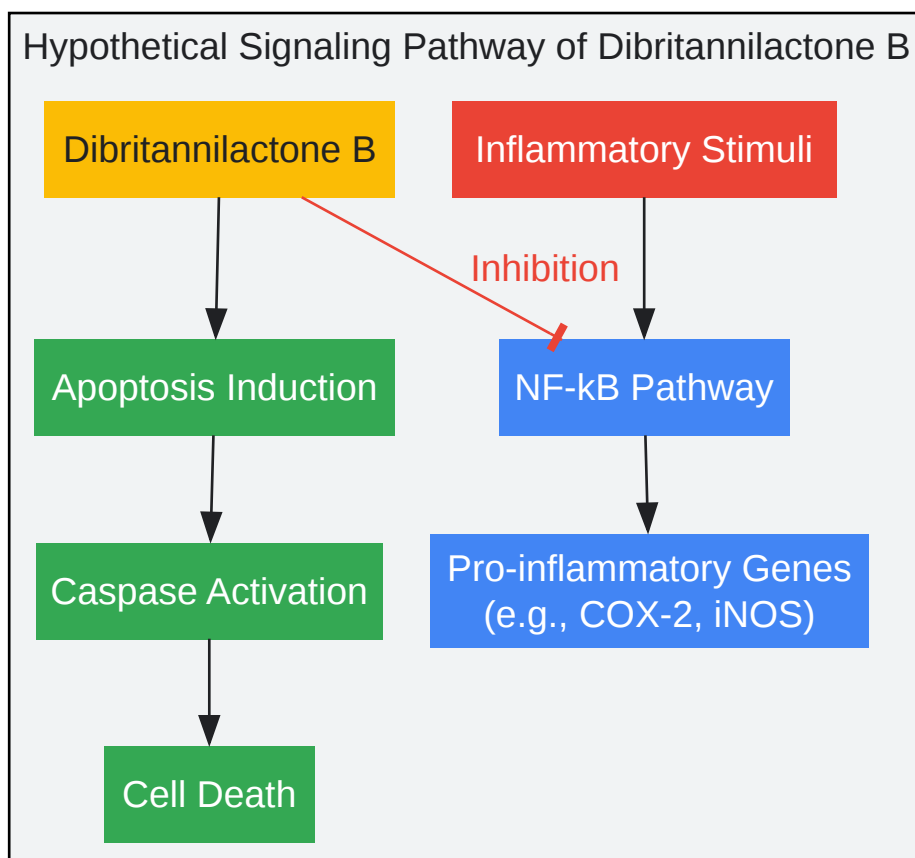 Hypothetical Signaling Pathway of Dibritannilactone B
Dibritannilactone B
Inflammatory Stimuli
Inhibition
Apoptosis Induction
NF-kB Pathway
Caspase Activation
Pro-inflammatory Genes
(e.g., COX-2, iNOS)
Cell Death